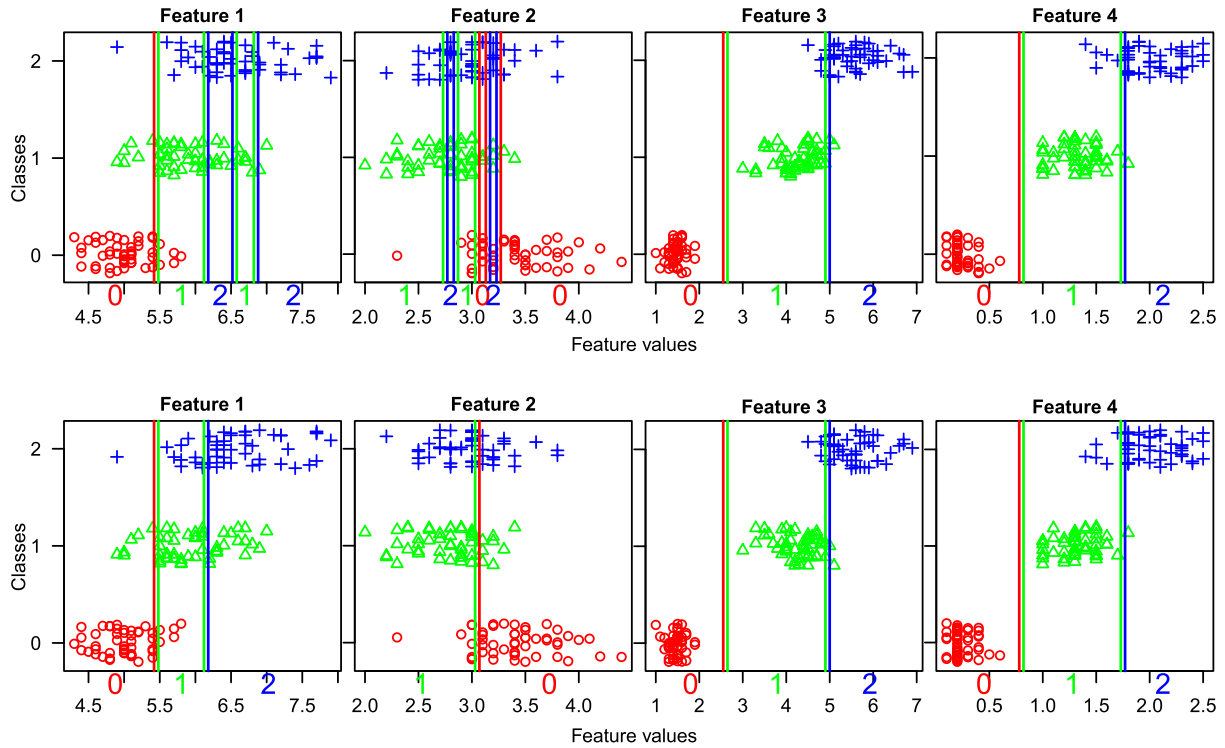 Feature 1 Feature 2 Feature 3 Feature 4
Classes
2 2
1 1
0 0
0 1 2 1 2 1 2 1 0 2 0 0 1 2 0 1 2
4.5 5.5 6.5 7.5 2.0 2.5 3.0 3.5 4.0 1 2 3 4 5 6 7 0.5 1.0 1.5 2.0 2.5
Feature values
Feature 1 Feature 2 Feature 3 Feature 4
Classes
2
1
0
0 1 2 1 0 0 1 2 0 1 2
4.5 5.5 6.5 7.5 2.0 2.5 3.0 3.5 4.0 1 2 3 4 5 6 7 0.5 1.0 1.5 2.0 2.5
Feature values